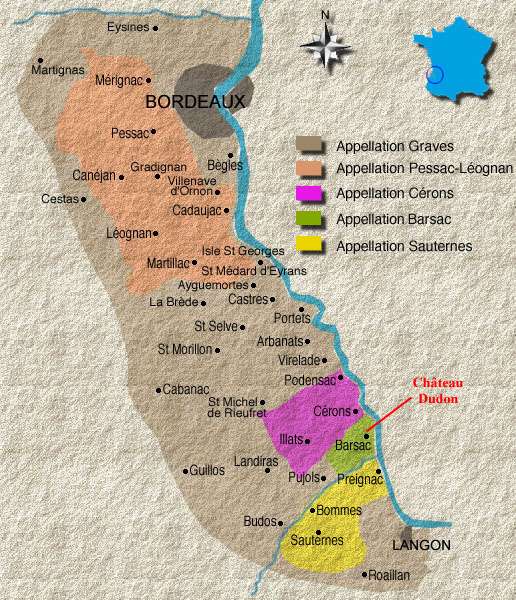 N
Eysines
Martignas
Mérignac
BORDEAUX
Pessac
Bègles
Appellation Graves
Gradignan
Appellation Pessac-Léognan
Canéjan
Villenave
d'Ornon
Cestas
Appellation Cérons
Cadaujac
Appellation Barsac
Léognan
Appellation Sauternes
Isle St Georges
Martillac
St Médard d'Eyrans
Ayguemortes
La Brède
Castres
Portets
St Selve
Arbanats
St Morillon
Virelade
Podensac
Cabanac
Château
Dudon
St Michel
de Rieufret
Cérons
Illats
Barsac
Landiras
Guillos
Pujols
Preignac
Bommes
Budos
Sauternes
LANGON
Roaillan